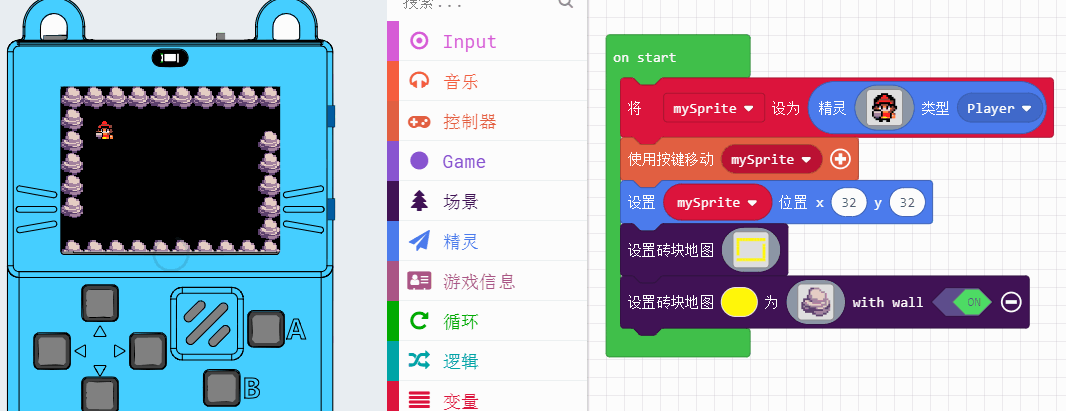 搜索...
Input
音乐
控制器
Game
场景
精灵
游戏信息
循环
逻辑
变量
A
B
on start
将 mySprite 设为 精灵 类型 Player
使用按键移动 mySprite
设置 mySprite 位置 x 32 y 32
设置砖块地图
设置砖块地图 为 with wall ON